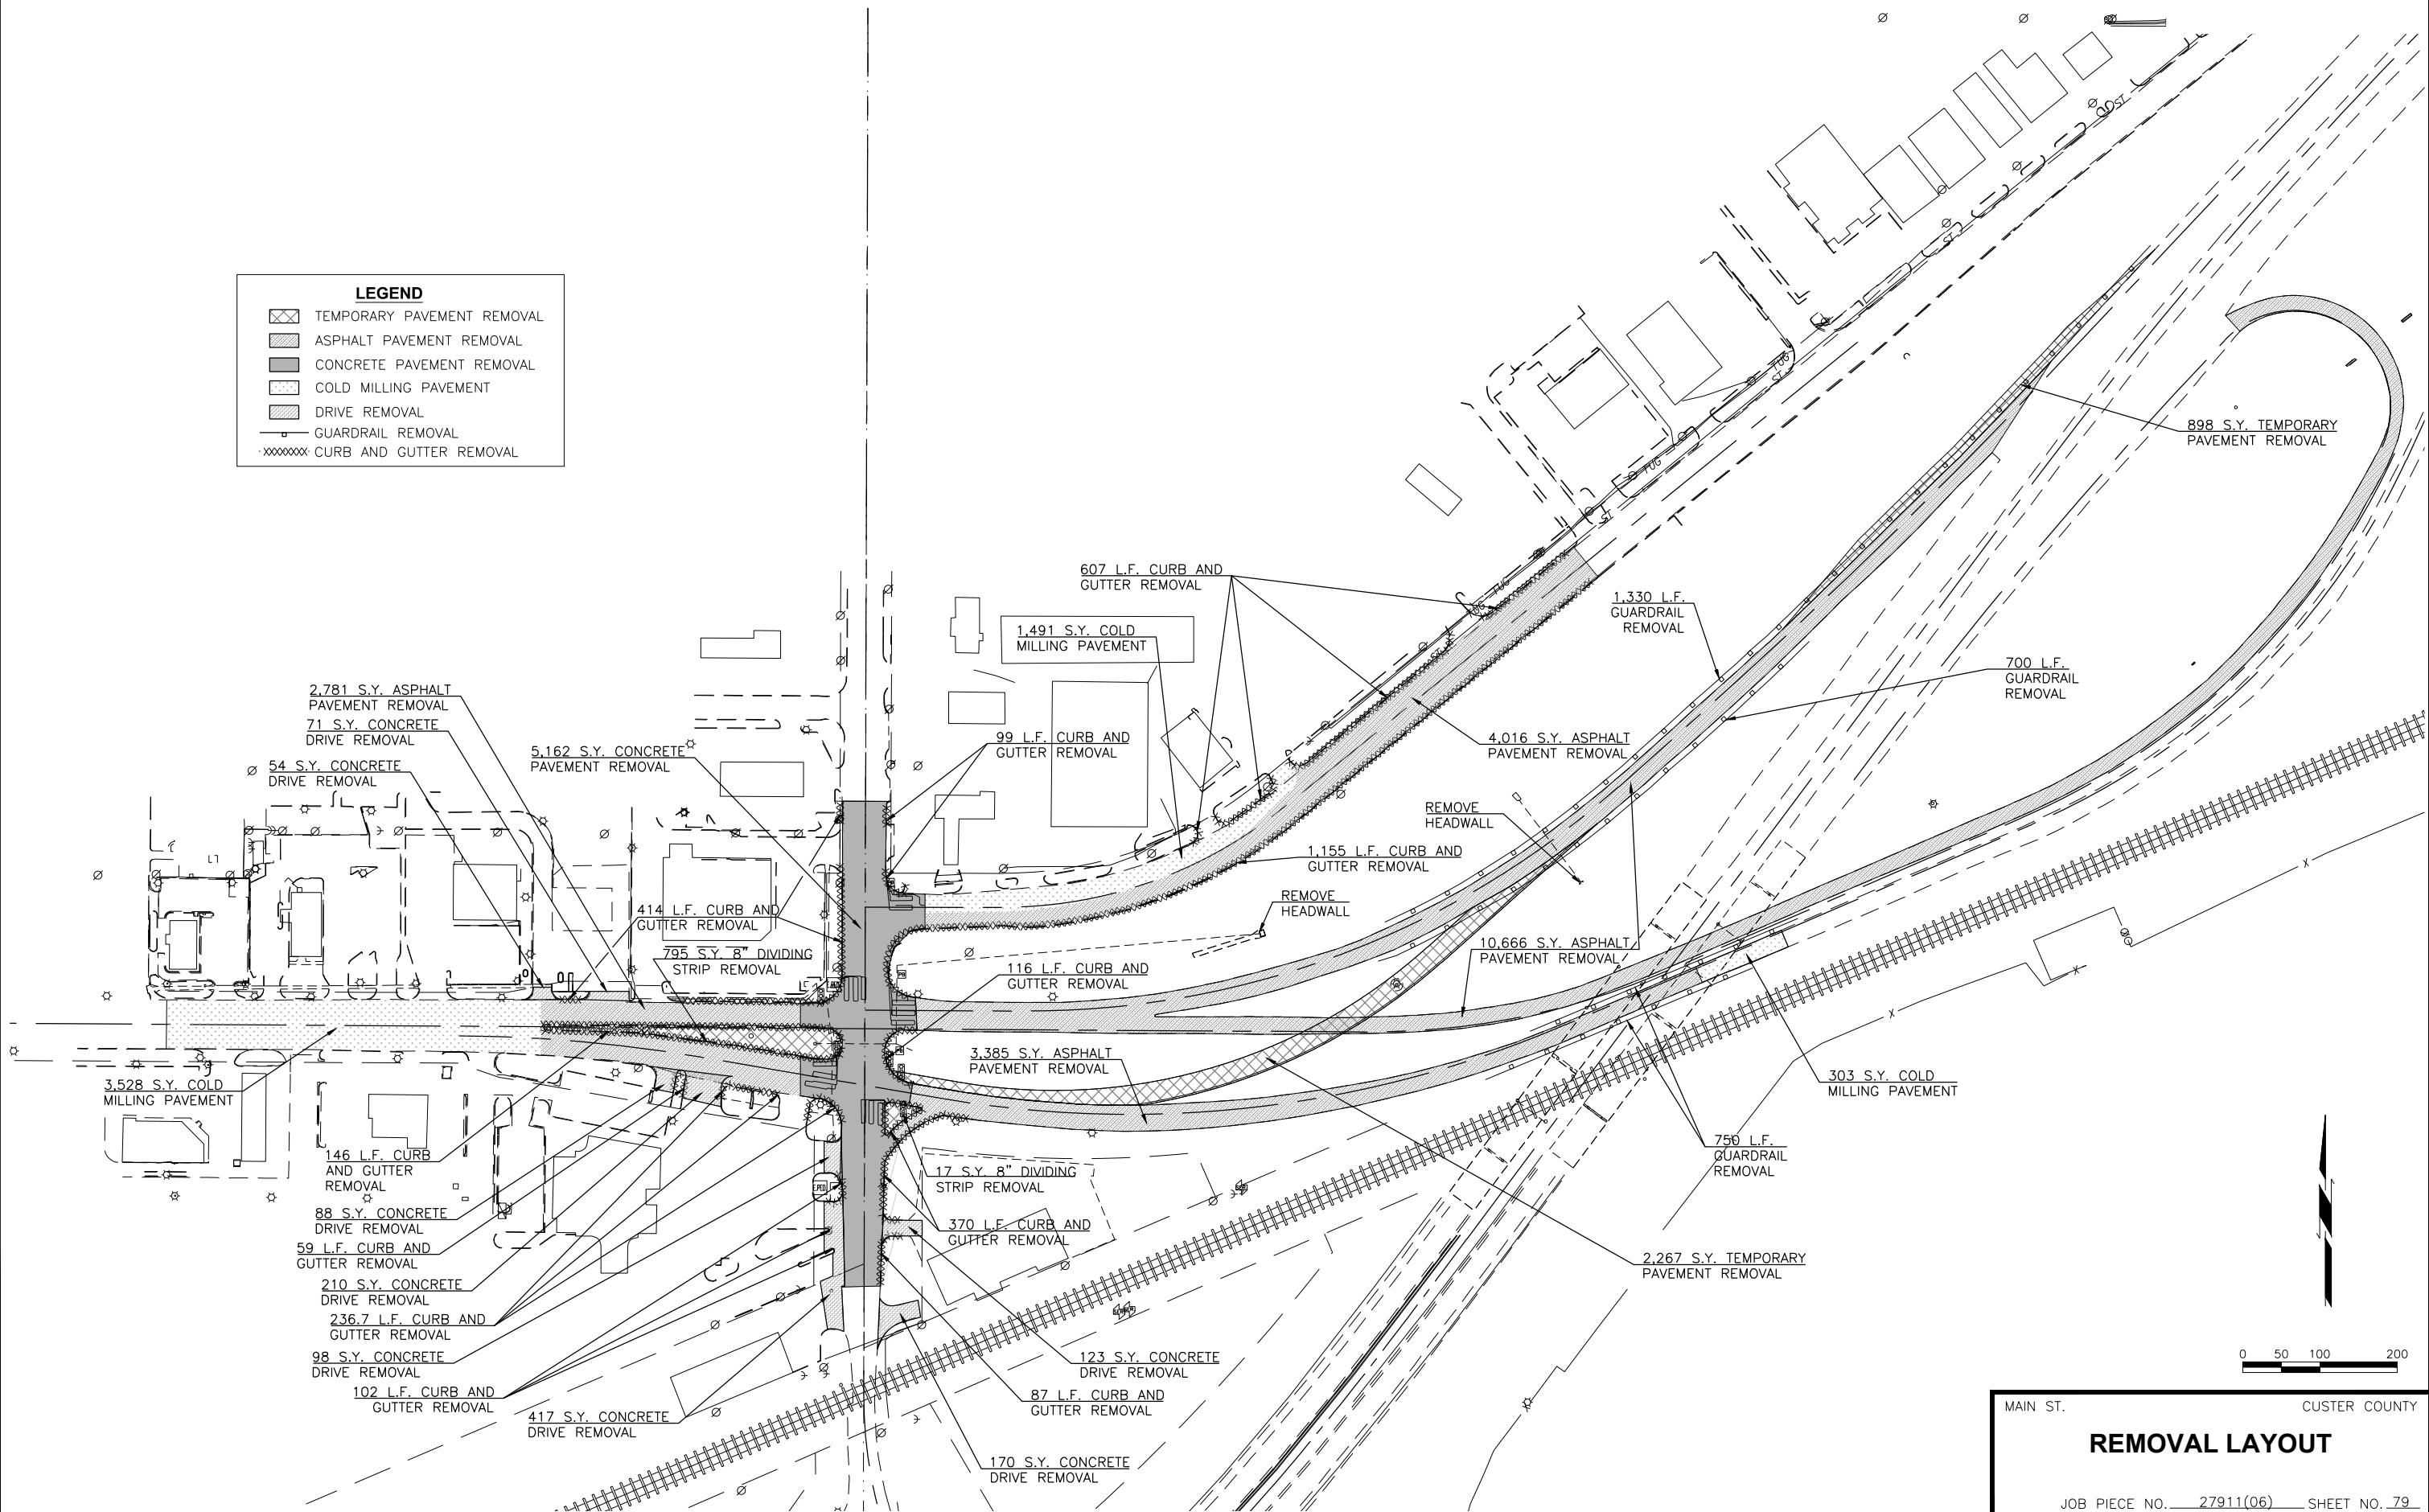 LEGEND
TEMPORARY PAVEMENT REMOVAL
ASPHALT PAVEMENT REMOVAL
CONCRETE PAVEMENT REMOVAL
COLD MILLING PAVEMENT
DRIVE REMOVAL
GUARDRAIL REMOVAL
CURB AND GUTTER REMOVAL
898 S.Y. TEMPORARY
PAVEMENT REMOVAL
607 L.F. CURB AND
GUTTER REMOVAL
1,330 L.F.
GUARDRAIL
REMOVAL
1,491 S.Y. COLD
MILLING PAVEMENT
700 L.F.
GUARDRAIL
REMOVAL
2,781 S.Y. ASPHALT
PAVEMENT REMOVAL
71 S.Y. CONCRETE
DRIVE REMOVAL
54 S.Y. CONCRETE
DRIVE REMOVAL
5,162 S.Y. CONCRETE
PAVEMENT REMOVAL
99 L.F. CURB AND
GUTTER REMOVAL
4,016 S.Y. ASPHALT
PAVEMENT REMOVAL
REMOVE
HEADWALL
1,155 L.F. CURB AND
GUTTER REMOVAL
REMOVE
HEADWALL
414 L.F. CURB AND
GUTTER REMOVAL
795 S.Y. 8" DIVIDING
STRIP REMOVAL
10,666 S.Y. ASPHALT
PAVEMENT REMOVAL
116 L.F. CURB AND
GUTTER REMOVAL
3,385 S.Y. ASPHALT
PAVEMENT REMOVAL
3,528 S.Y. COLD
MILLING PAVEMENT
303 S.Y. COLD
MILLING PAVEMENT
750 L.F.
GUARDRAIL
REMOVAL
146 L.F. CURB
AND GUTTER
REMOVAL
17 S.Y. 8" DIVIDING
STRIP REMOVAL
88 S.Y. CONCRETE
DRIVE REMOVAL
370 L.F. CURB AND
GUTTER REMOVAL
59 L.F. CURB AND
GUTTER REMOVAL
2,267 S.Y. TEMPORARY
PAVEMENT REMOVAL
210 S.Y. CONCRETE
DRIVE REMOVAL
236.7 L.F. CURB AND
GUTTER REMOVAL
98 S.Y. CONCRETE
DRIVE REMOVAL
123 S.Y. CONCRETE
DRIVE REMOVAL
102 L.F. CURB AND
GUTTER REMOVAL
87 L.F. CURB AND
GUTTER REMOVAL
417 S.Y. CONCRETE
DRIVE REMOVAL
170 S.Y. CONCRETE
DRIVE REMOVAL
0 50 100 200
MAIN ST. CUSTER COUNTY
REMOVAL LAYOUT
JOB PIECE NO. 27911(06) SHEET NO. 79